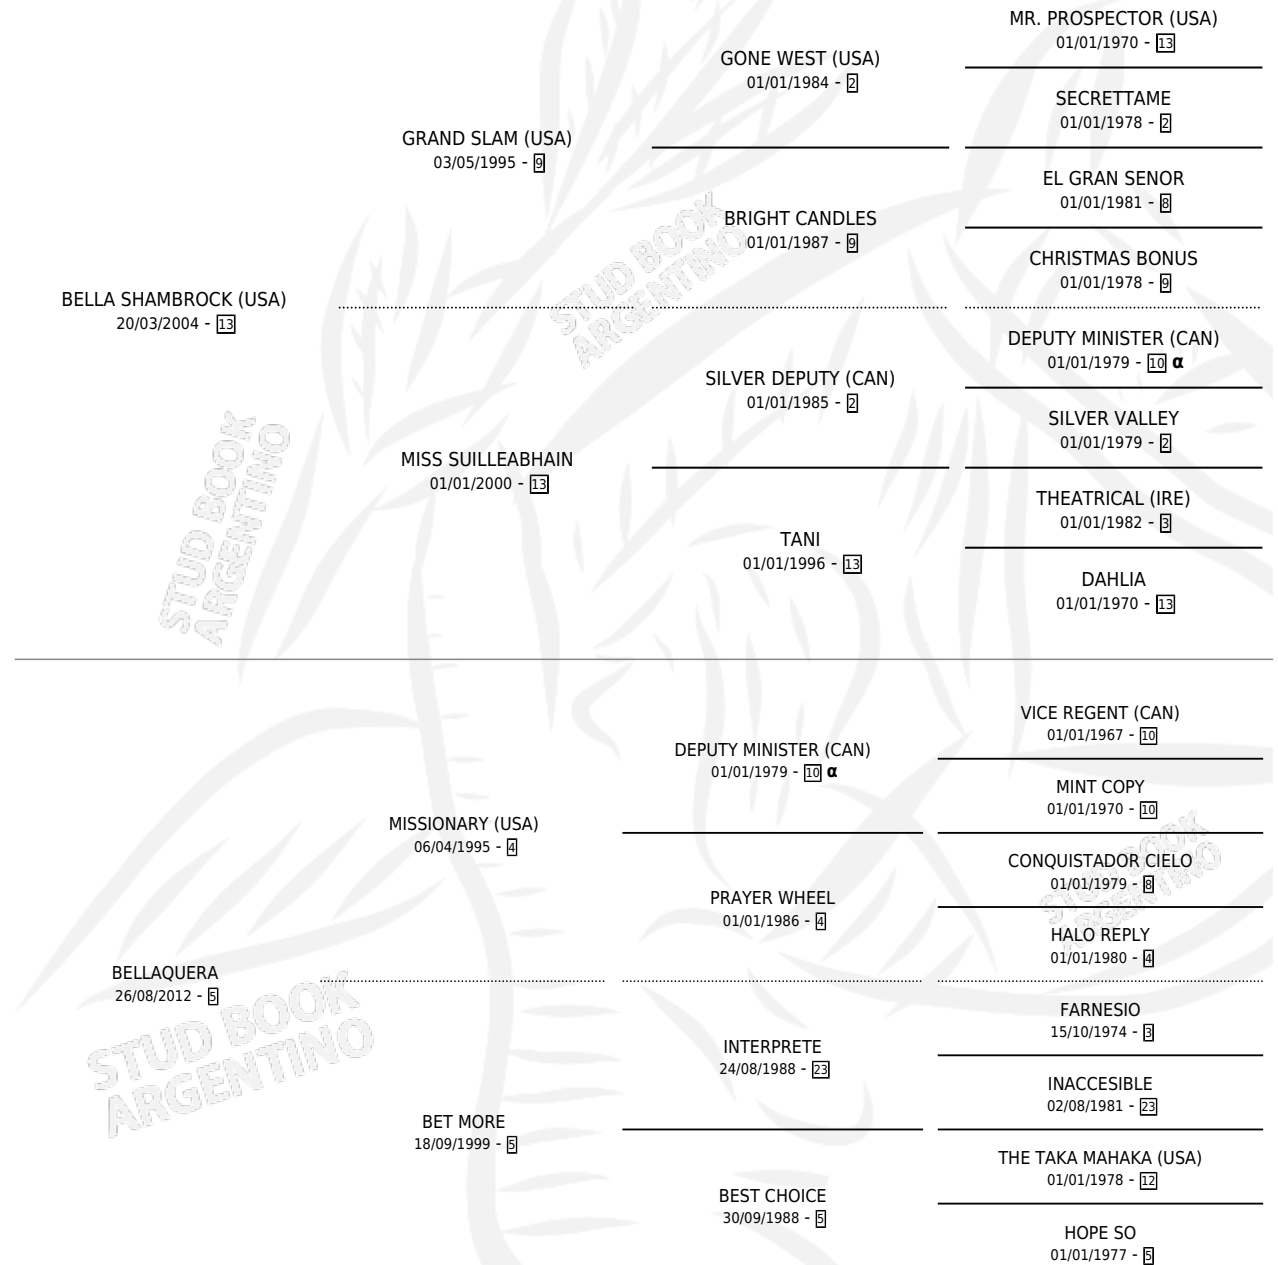 MR. PROSPECTOR (USA)
01/01/1970 - 13
GONE WEST (USA)
01/01/1984 - 2
SECRETTAME
01/01/1978 - 2
GRAND SLAM (USA)
03/05/1995 - 9
EL GRAN SENOR
01/01/1981 - 8
BRIGHT CANDLES
01/01/1987 - 9
CHRISTMAS BONUS
01/01/1978 - 9
BELLA SHAMBROCK (USA)
20/03/2004 - 13
DEPUTY MINISTER (CAN)
01/01/1979 - 10 α
SILVER DEPUTY (CAN)
01/01/1985 - 2
SILVER VALLEY
01/01/1979 - 2
MISS SUILLEABHAIN
01/01/2000 - 13
THEATRICAL (IRE)
01/01/1982 - 3
TANI
01/01/1996 - 13
DAHLIA
01/01/1970 - 13
VICE REGENT (CAN)
01/01/1967 - 10
DEPUTY MINISTER (CAN)
01/01/1979 - 10 α
MINT COPY
01/01/1970 - 10
MISSIONARY (USA)
06/04/1995 - 4
CONQUISTADOR CIELO
01/01/1979 - 8
PRAYER WHEEL
01/01/1986 - 4
HALO REPLY
01/01/1980 - 4
BELLAQUERA
26/08/2012 - 5
FARNESIO
15/10/1974 - 3
INTERPRETE
24/08/1988 - 23
INACCESIBLE
02/08/1981 - 23
BET MORE
18/09/1999 - 5
THE TAKA MAHAKA (USA)
01/01/1978 - 12
BEST CHOICE
30/09/1988 - 5
HOPE SO
01/01/1977 - 5
STUD BOOK
ARGENTINO
STUD BOOK
ARGENTINO
STUD BOOK
ARGENTINO
STUD BOOK
ARGENTINO